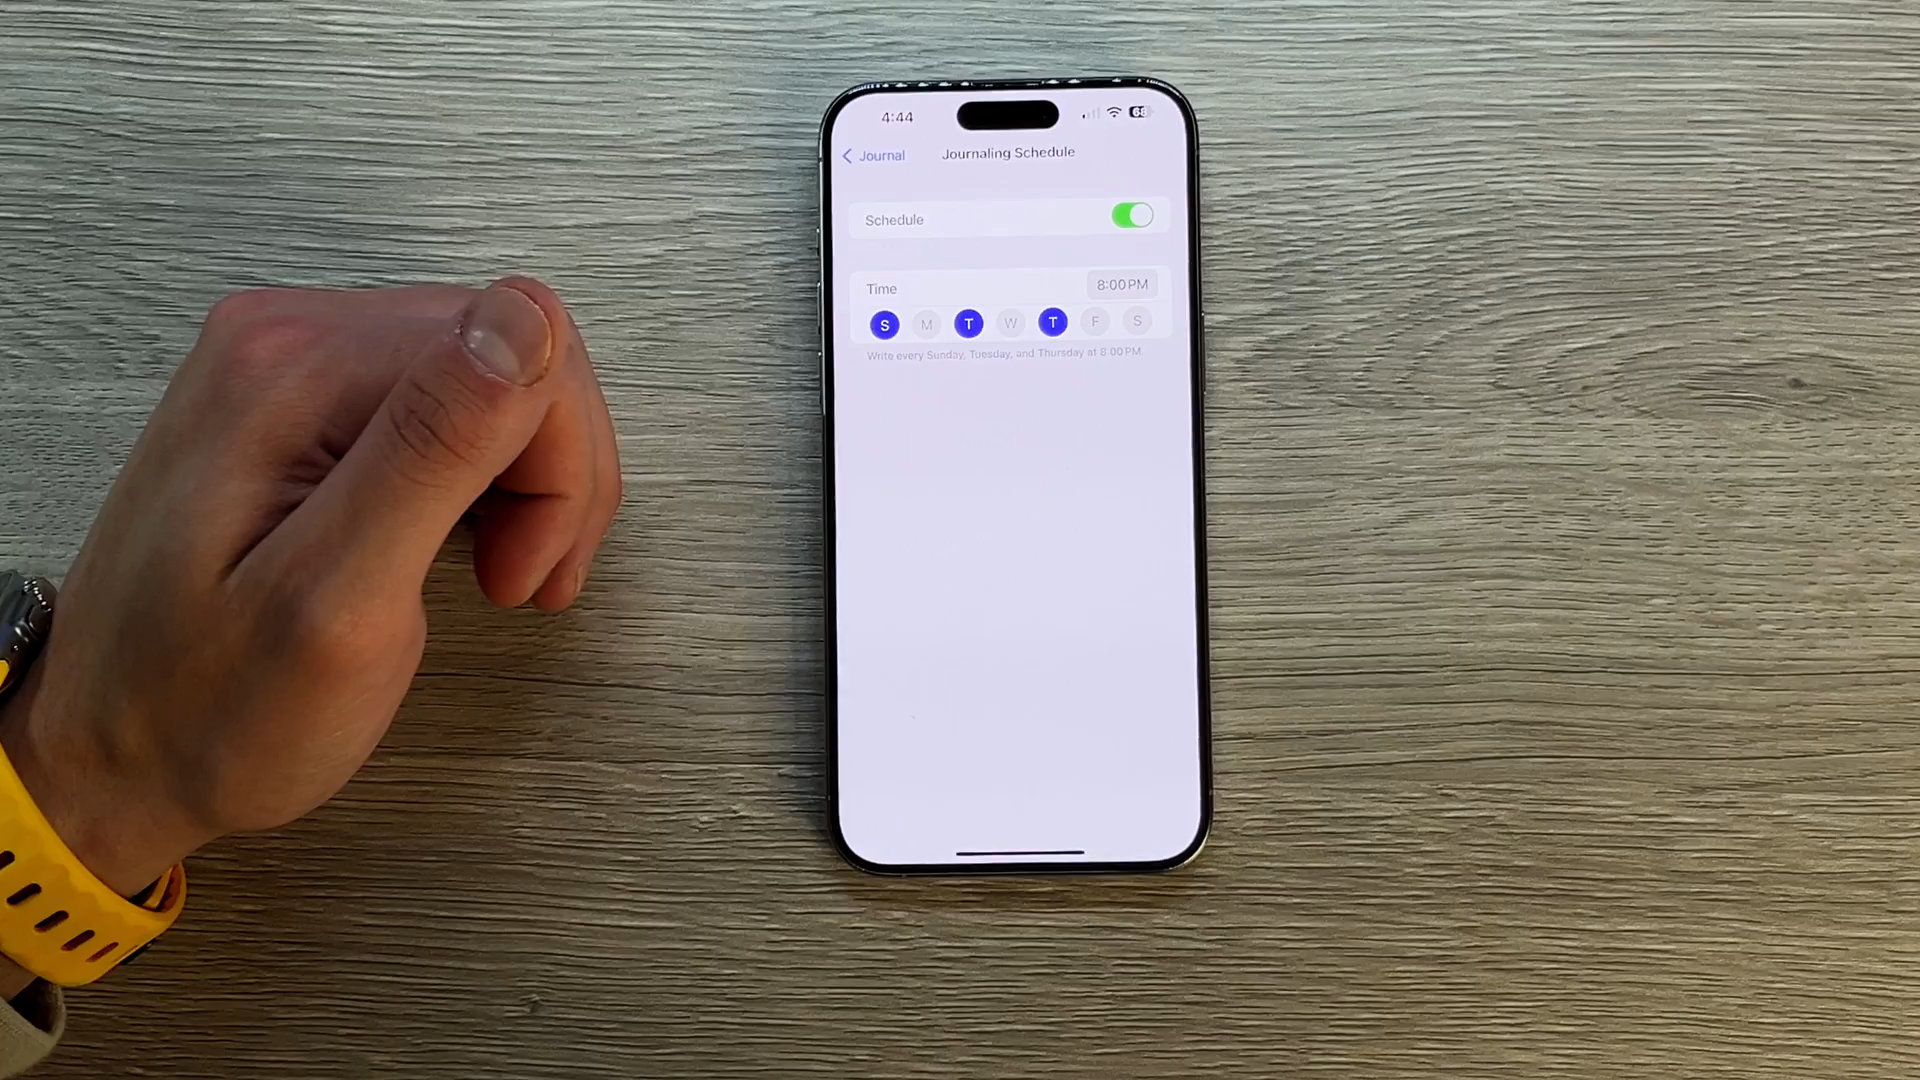 4:44 68
Journal Journaling Schedule
Schedule
Time 8:00 PM
S M T W T F S
Write every Sunday, Tuesday, and Thursday at 8:00 PM.